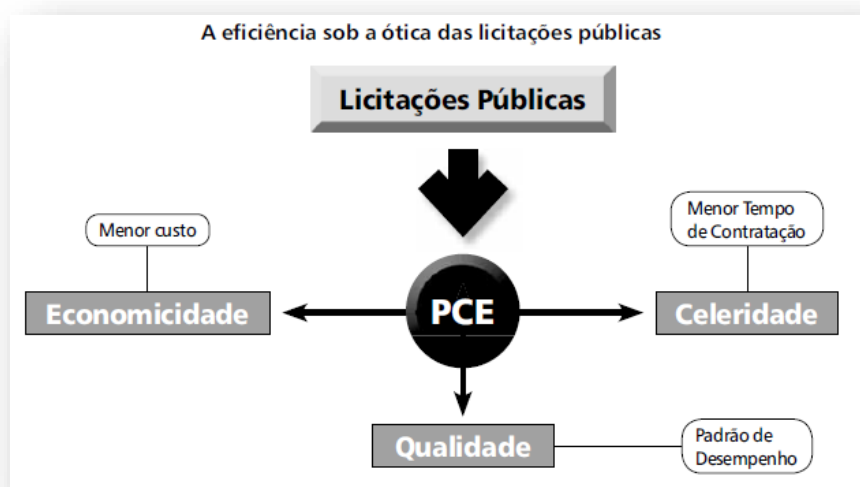 A eficiência sob a ótica das licitações públicas
Licitações Públicas
Menor custo
Menor Tempo
de Contratação
Economicidade
PCE
Celeridade
Qualidade
Padrão de
Desempenho